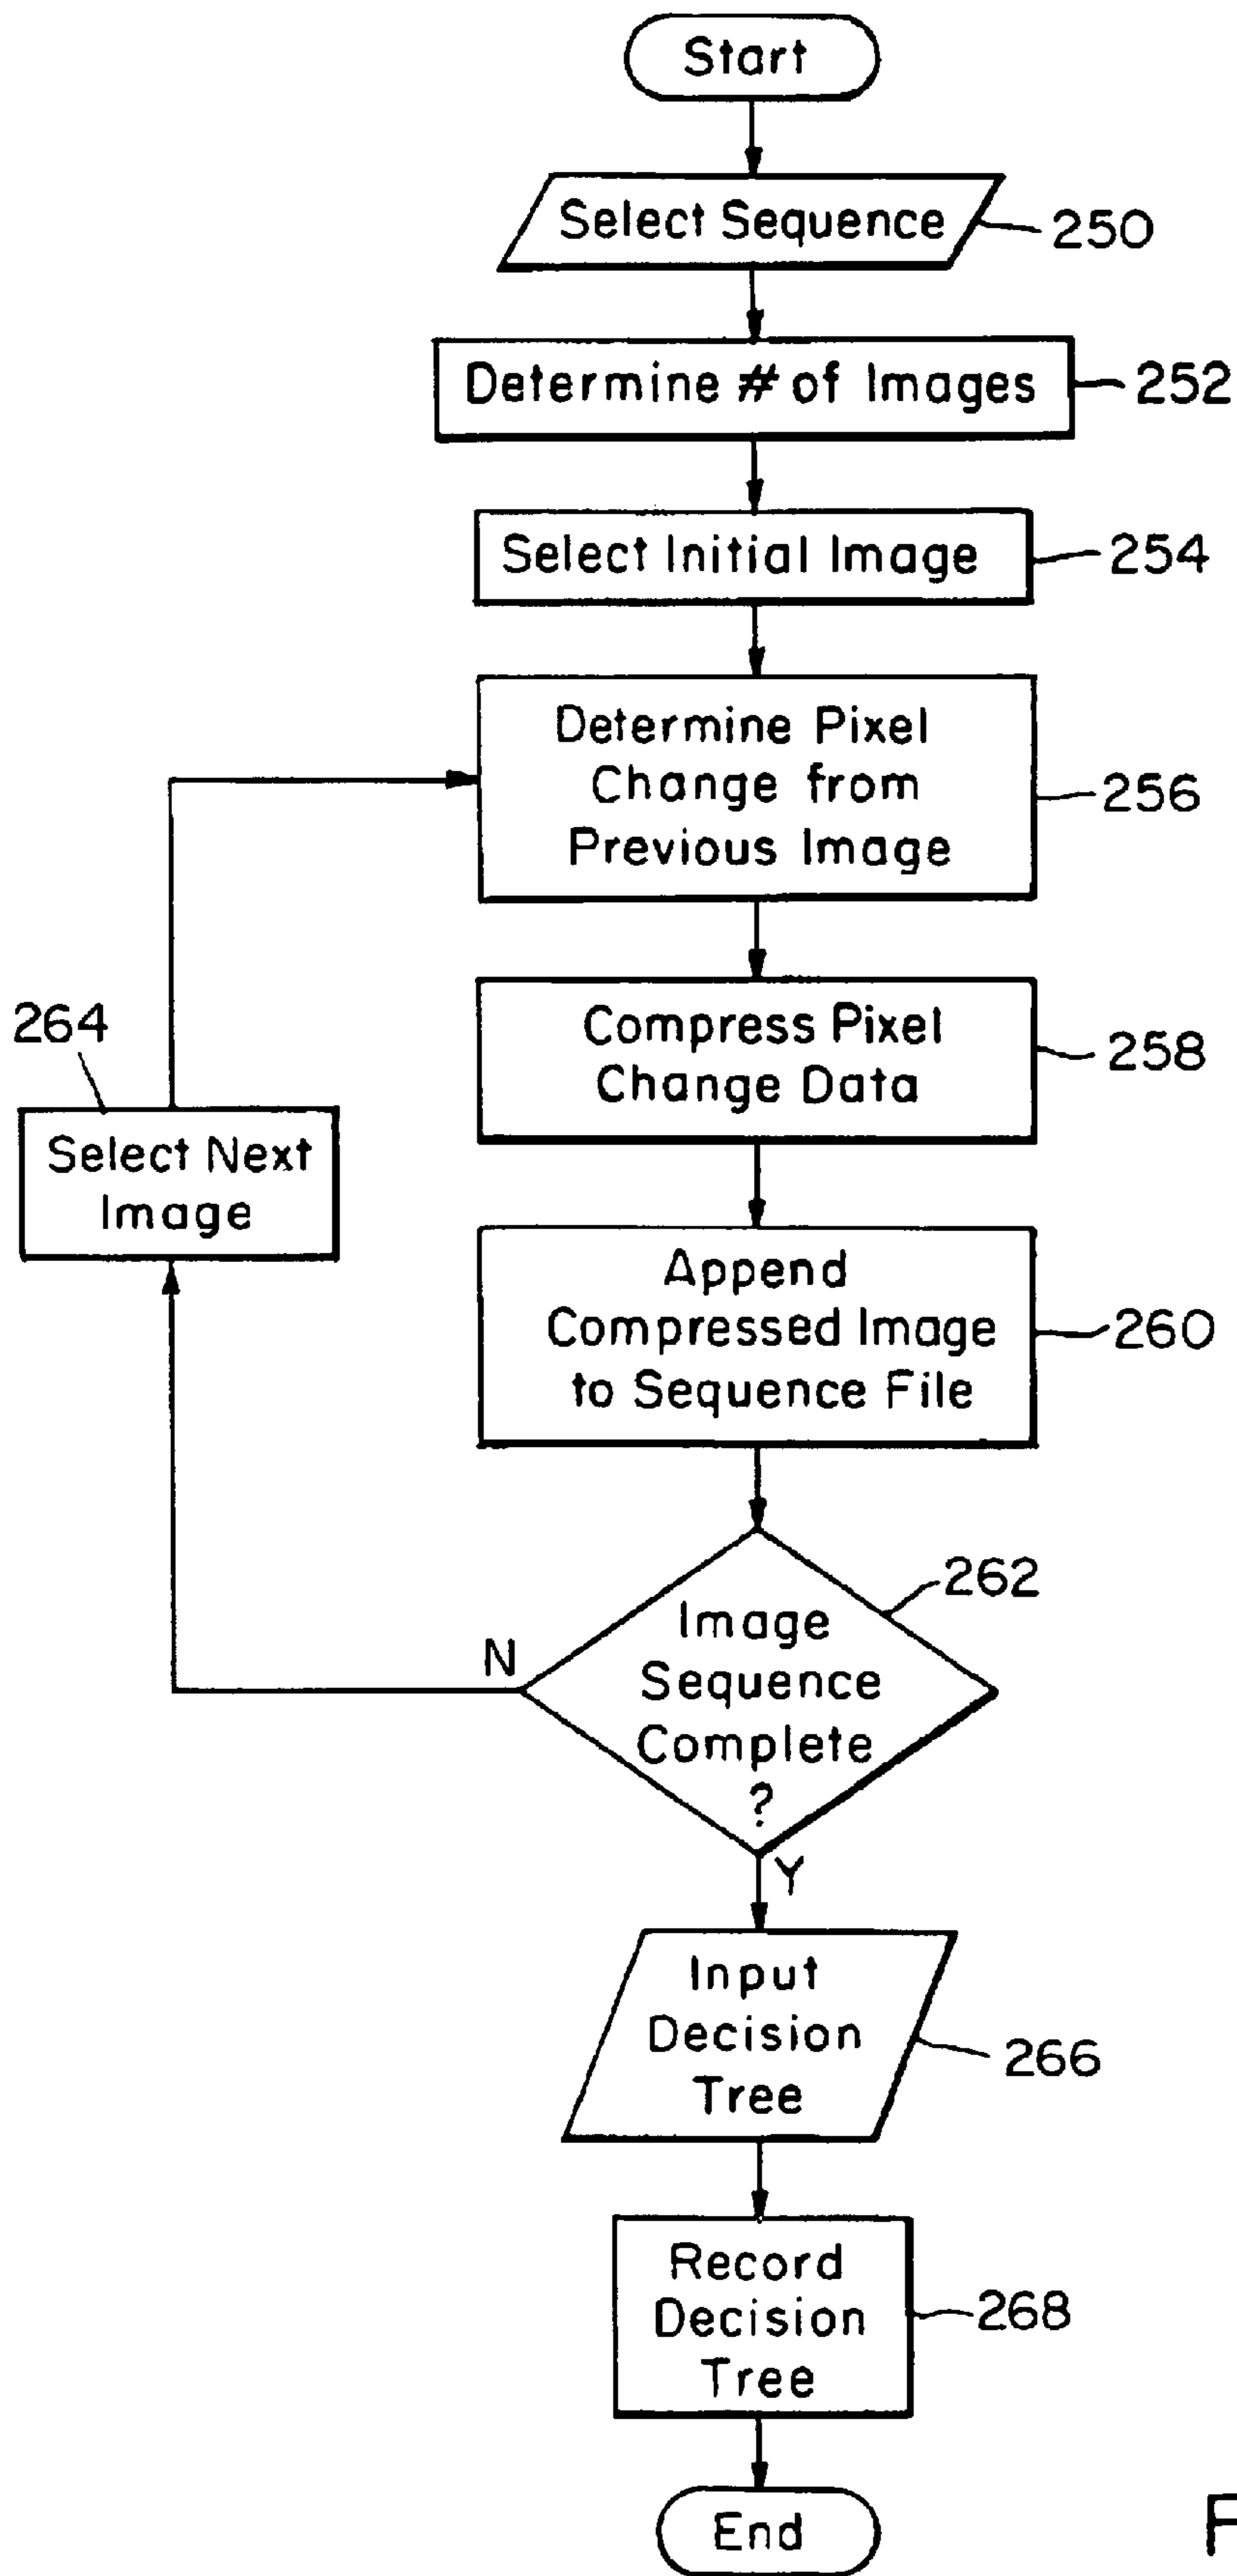 Start
Select Sequence
250
Determine # of Images
252
Select Initial Image
254
Determine Pixel
Change from
Previous Image
256
Compress Pixel
Change Data
258
264
Select Next
Image
Append
Compressed Image
to Sequence File
260
262
Image
Sequence
Complete
?
N
Y
Input
Decision
Tree
266
Record
Decision
Tree
268
End